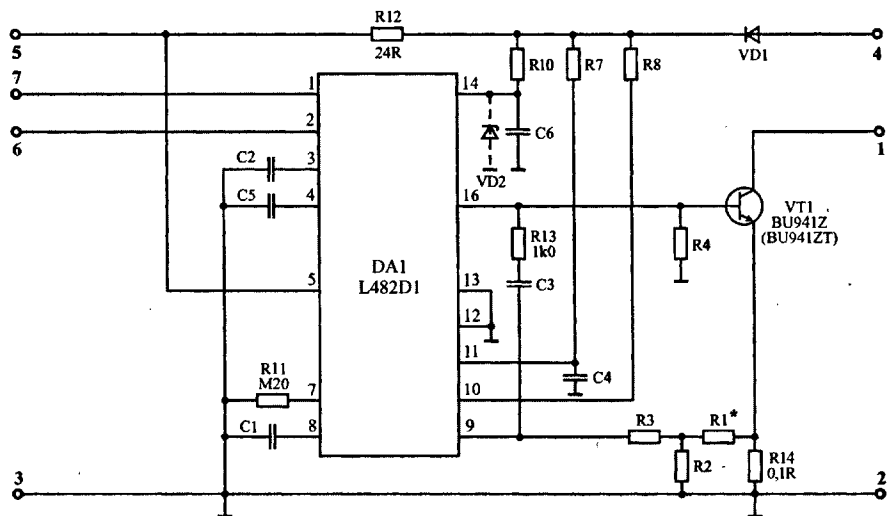 R12
24R
5
4
VD1
R10
R7
R8
7
1
14
C6
VD2
6
2
1
C2
3
C5
4
16
VT1
BU941Z
(BU941ZT)
R13
1k0
R4
DA1
L482D1
C3
5
13
12
11
C4
R11
M20
7
10
C1
8
9
R3
R1*
R2
R14
0,1R
3
2